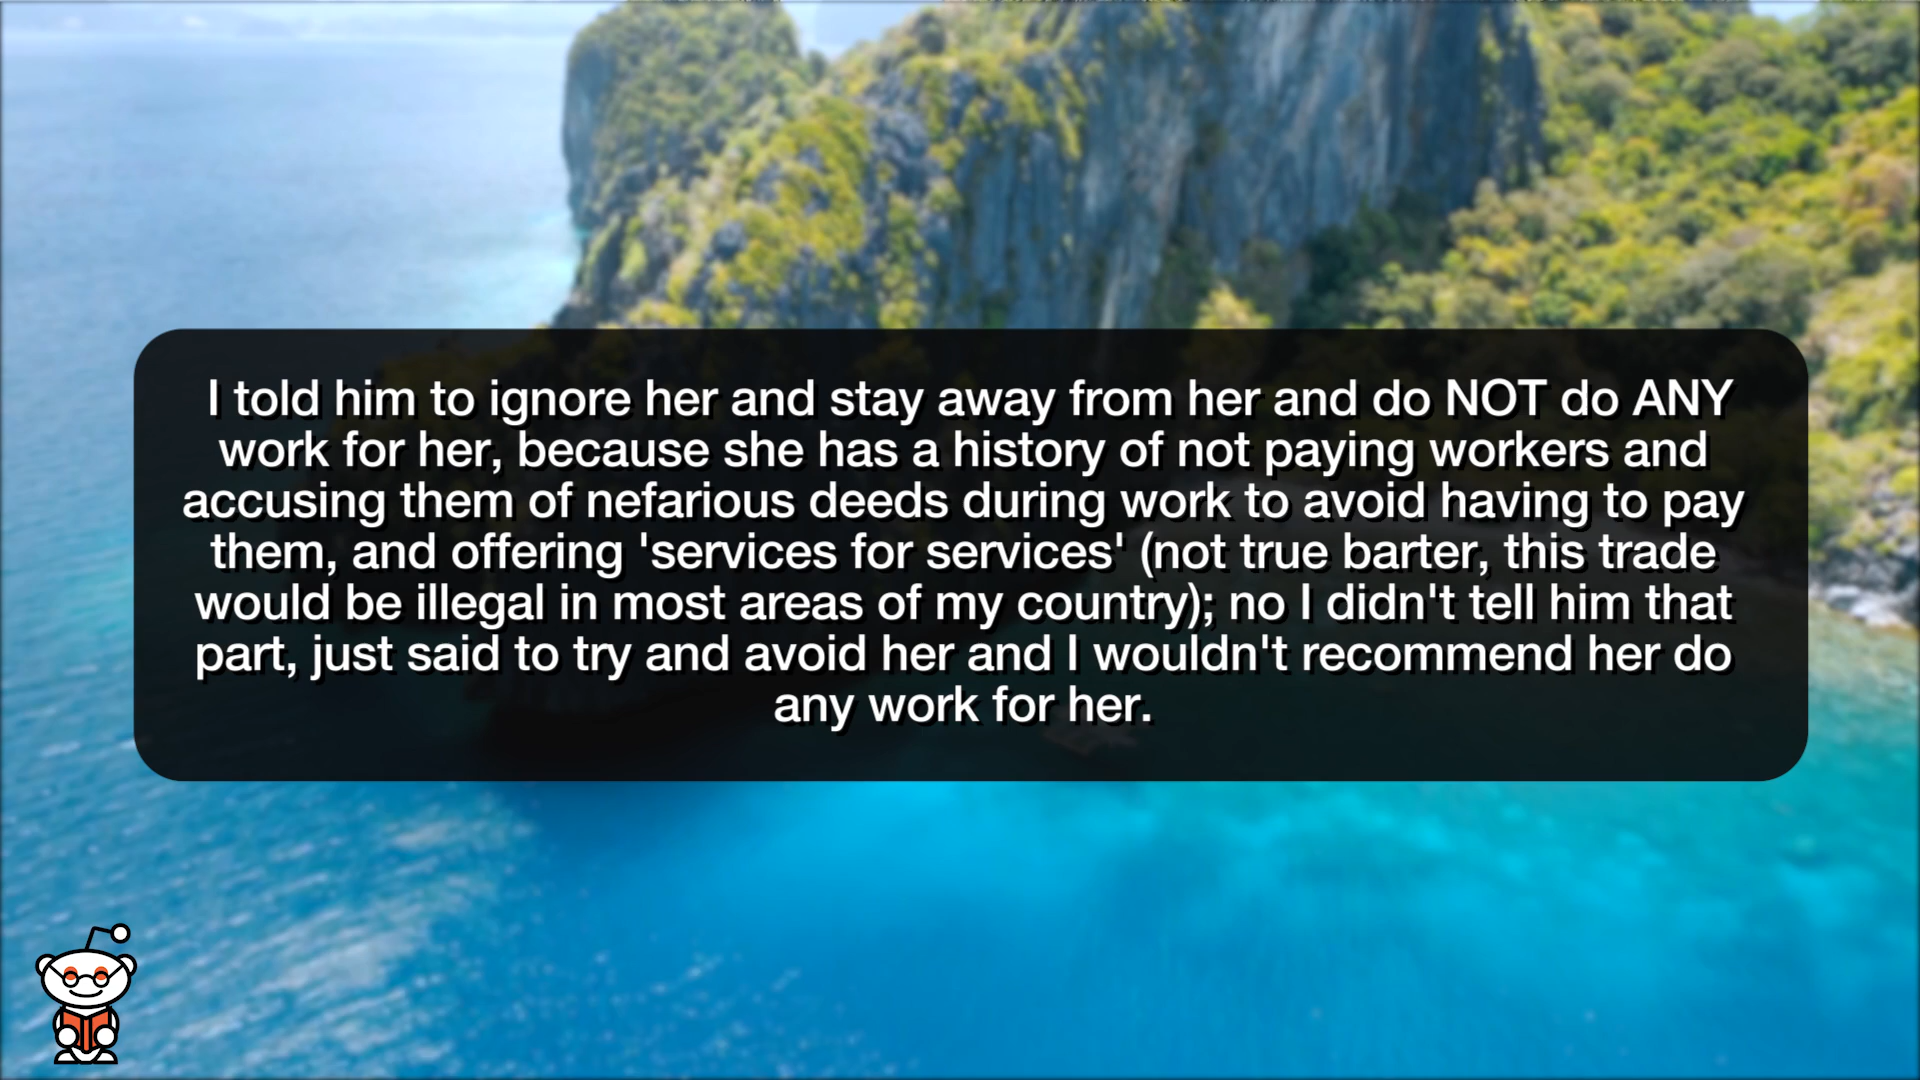 I told him to ignore her and stay away from her and do NOT do ANY
work for her, because she has a history of not paying workers and
accusing them of nefarious deeds during work to avoid having to pay
them, and offering 'services for services' (not true barter, this trade
would be illegal in most areas of my country); no I didn't tell him that
part, just said to try and avoid her and I wouldn't recommend her do
any work for her.